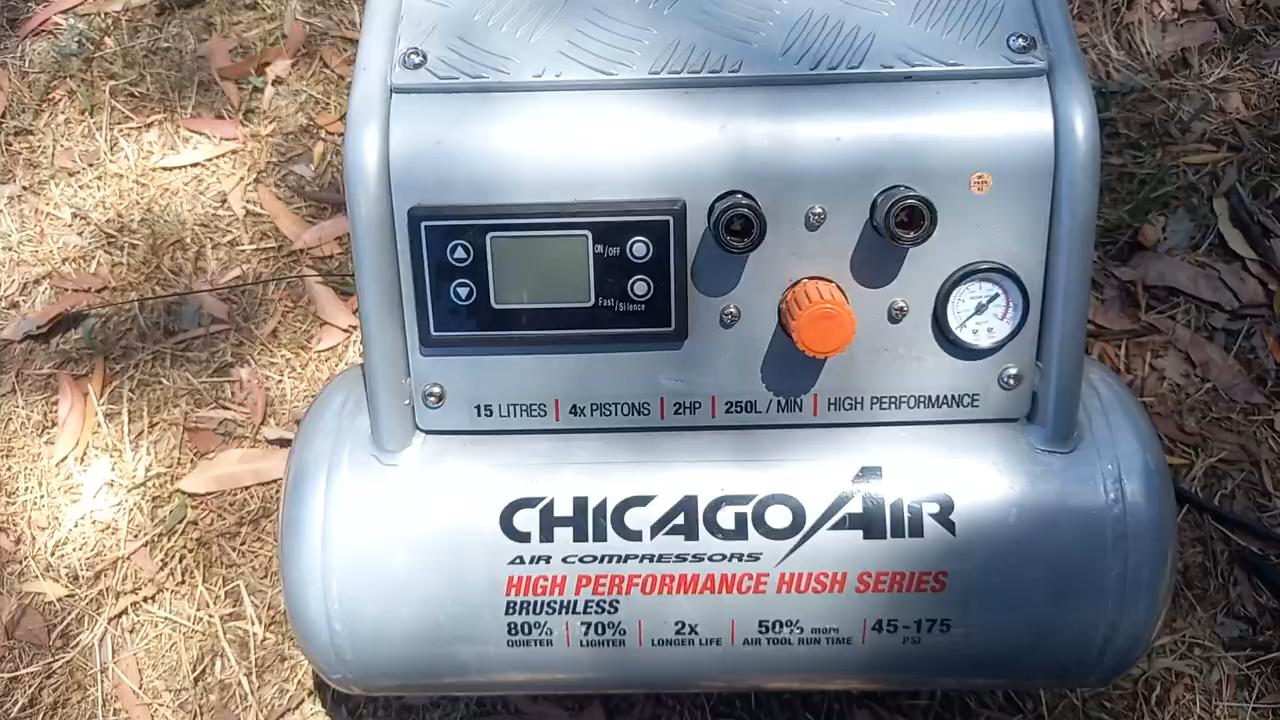 ON/OFF
Fast/Silence
15 LITRES | 4x PISTONS | 2HP | 250L / MIN | HIGH PERFORMANCE
CHICAGO AIR
AIR COMPRESSORS
HIGH PERFORMANCE HUSH SERIES
BRUSHLESS
80% | 70% | 2x | 50% more | 45-175
QUIETER | LIGHTER | LONGER LIFE | AIR TOOL RUN TIME | PSI